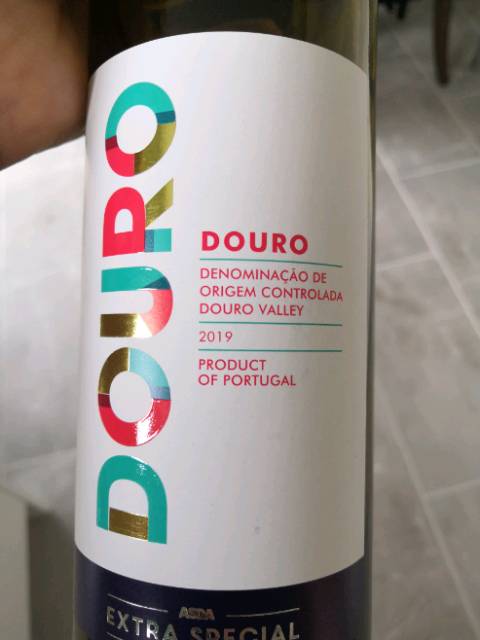 DOURO
DOURO
DENOMINAÇÃO DE
ORIGEM CONTROLADA
DOURO VALLEY
2019
PRODUCT
OF PORTUGAL
ASDA
EXTRA SPECIAL